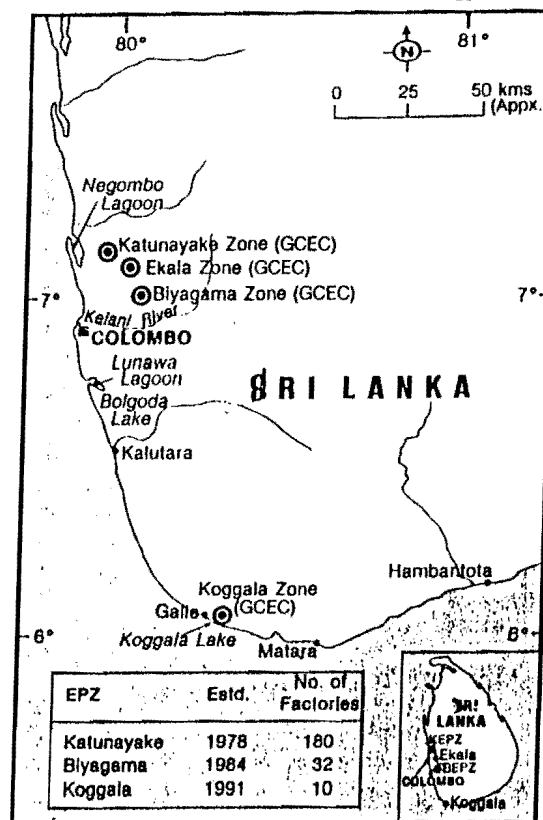 80°
81°
N
0 25 50 kms
(Appx.
Negombo
Lagoon
Katunayake Zone (GCEC)
Ekala Zone (GCEC)
Biyagama Zone (GCEC)
7°
7°
Kelani River
COLOMBO
Lunawa
Lagoon
Bolgoda
Lake
SRI LANKA
Kalutara
Hambantota
Koggala Zone
(GCEC)
Galle
Koggala Lake
Matara
6°
6°
EPZ Estd. No. of Factories
Katunayake 1978 180
Biyagama 1984 32
Koggala 1991 10
SRI
LANKA
KEPZ
Ekala
BEPZ
COLOMBO
Koggala